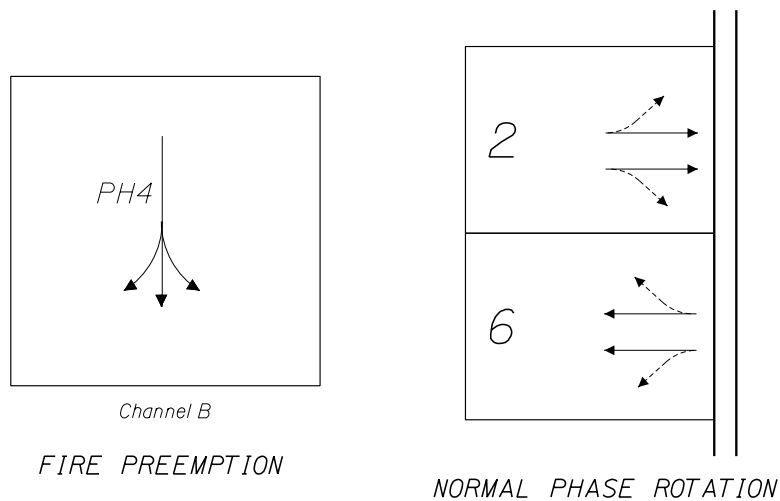 PH4
Channel B
FIRE PREEMPTION
2
6
NORMAL PHASE ROTATION